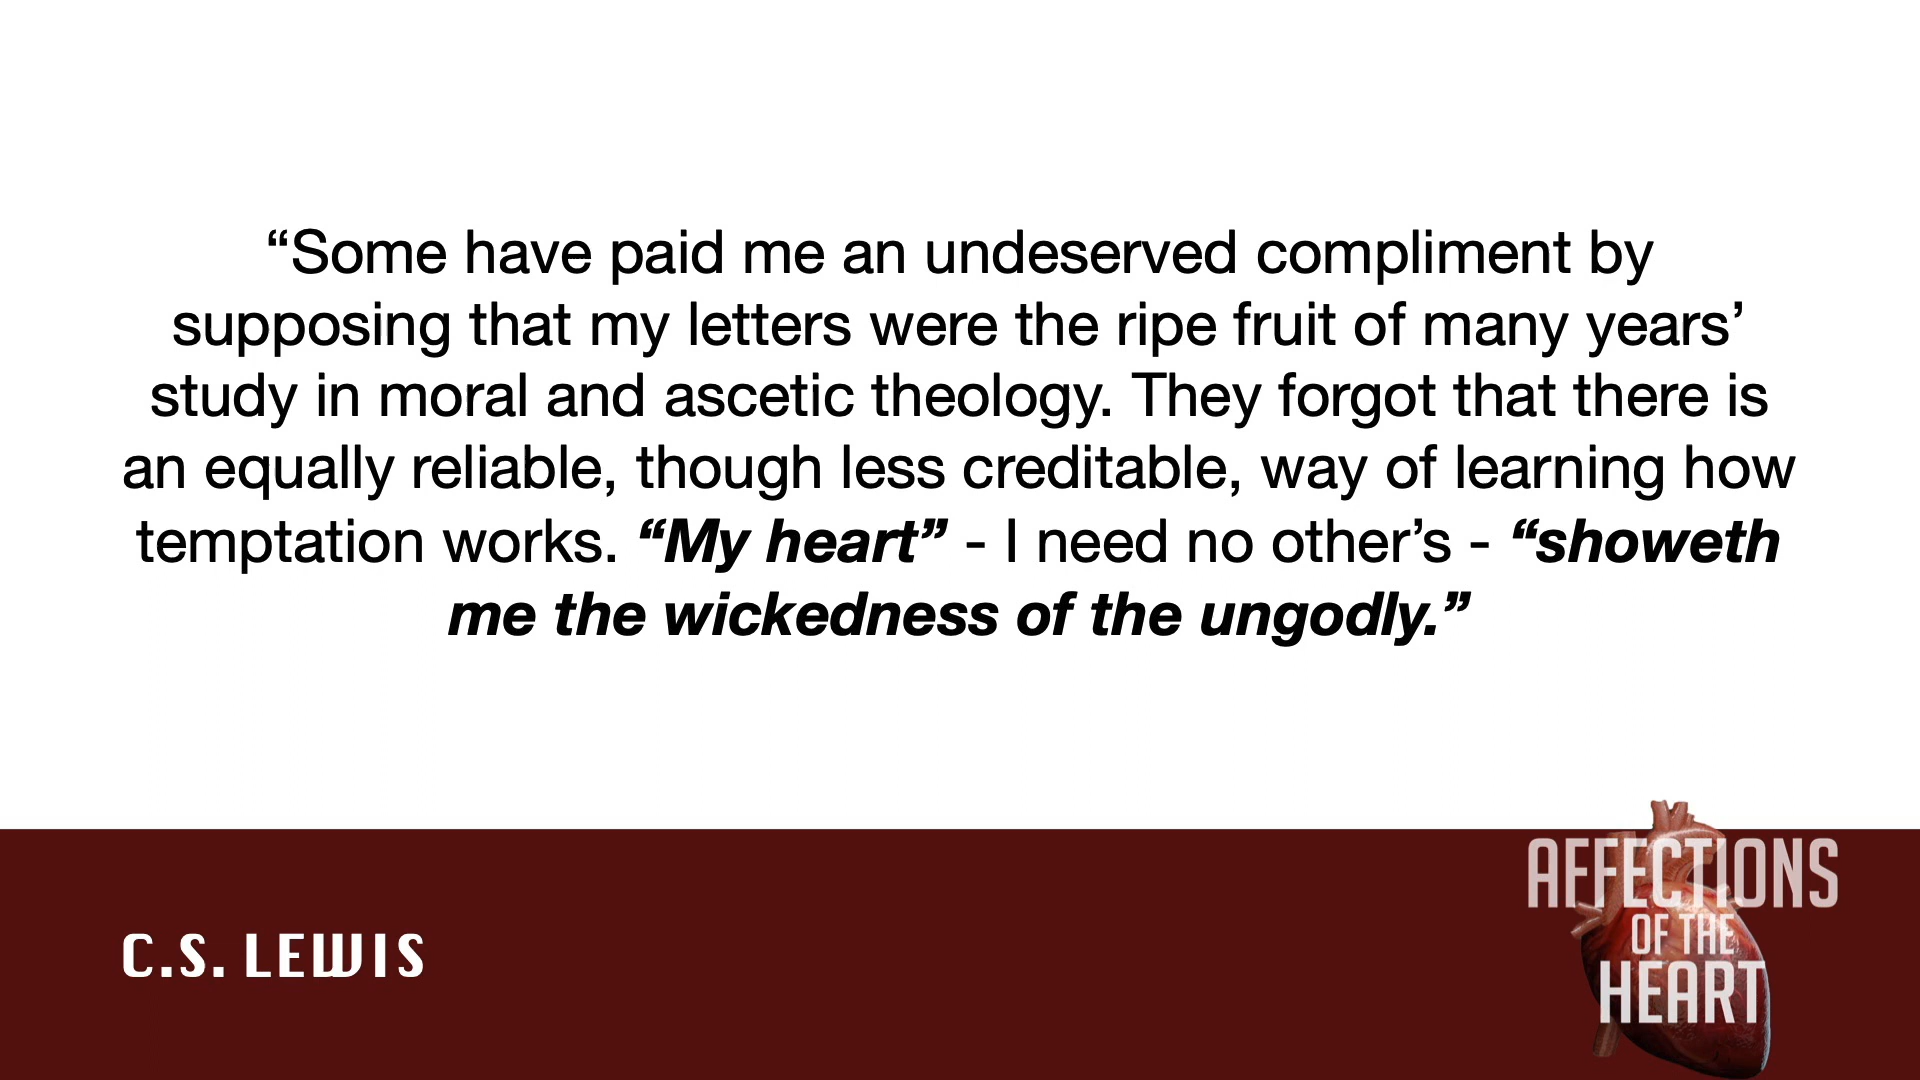 “Some have paid me an undeserved compliment by
supposing that my letters were the ripe fruit of many years’
study in moral and ascetic theology. They forgot that there is
an equally reliable, though less creditable, way of learning how
temptation works. “My heart” - I need no other’s - “showeth
me the wickedness of the ungodly.”
C.S. LEWIS
AFFECTIONS
OF THE
HEART